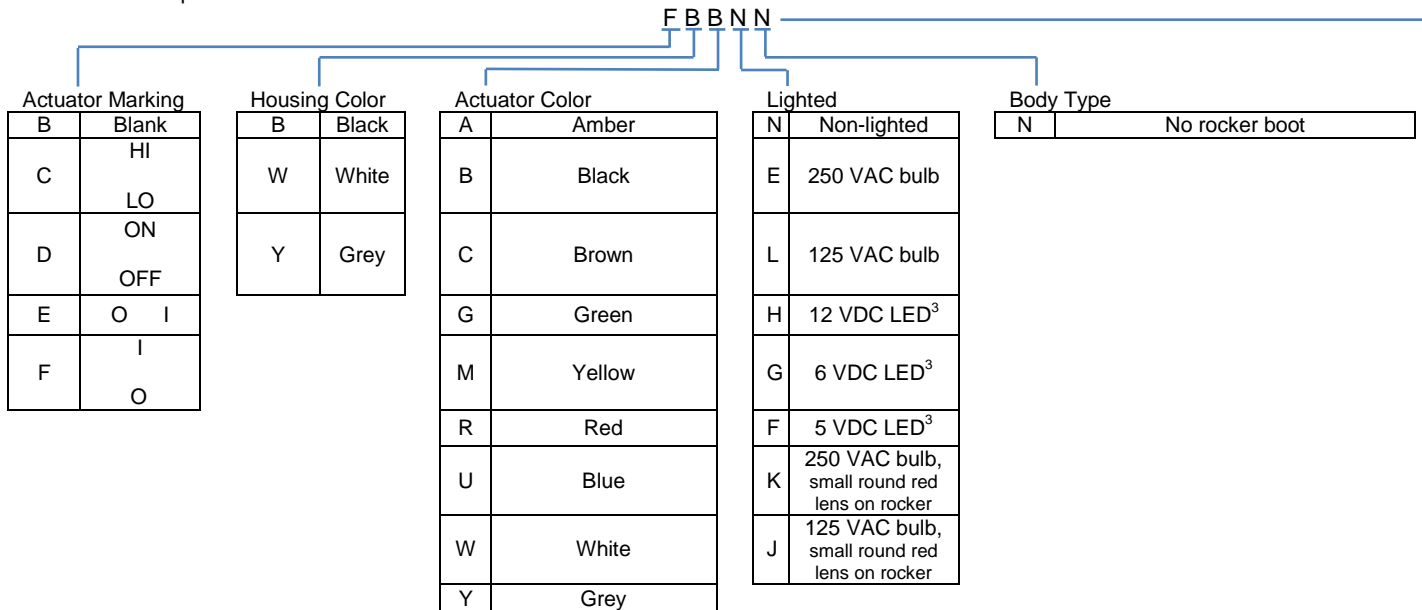 F B B N N
Actuator Marking
B Blank
C HI
LO
D ON
OFF
E O I
F I
O
Housing Color
B Black
W White
Y Grey
Actuator Color
A Amber
B Black
C Brown
G Green
M Yellow
R Red
U Blue
W White
Y Grey
Lighted
N Non-lighted
E 250 VAC bulb
L 125 VAC bulb
H 12 VDC LED³
G 6 VDC LED³
F 5 VDC LED³
K 250 VAC bulb,
small round red
lens on rocker
J 125 VAC bulb,
small round red
lens on rocker
Body Type
N No rocker boot